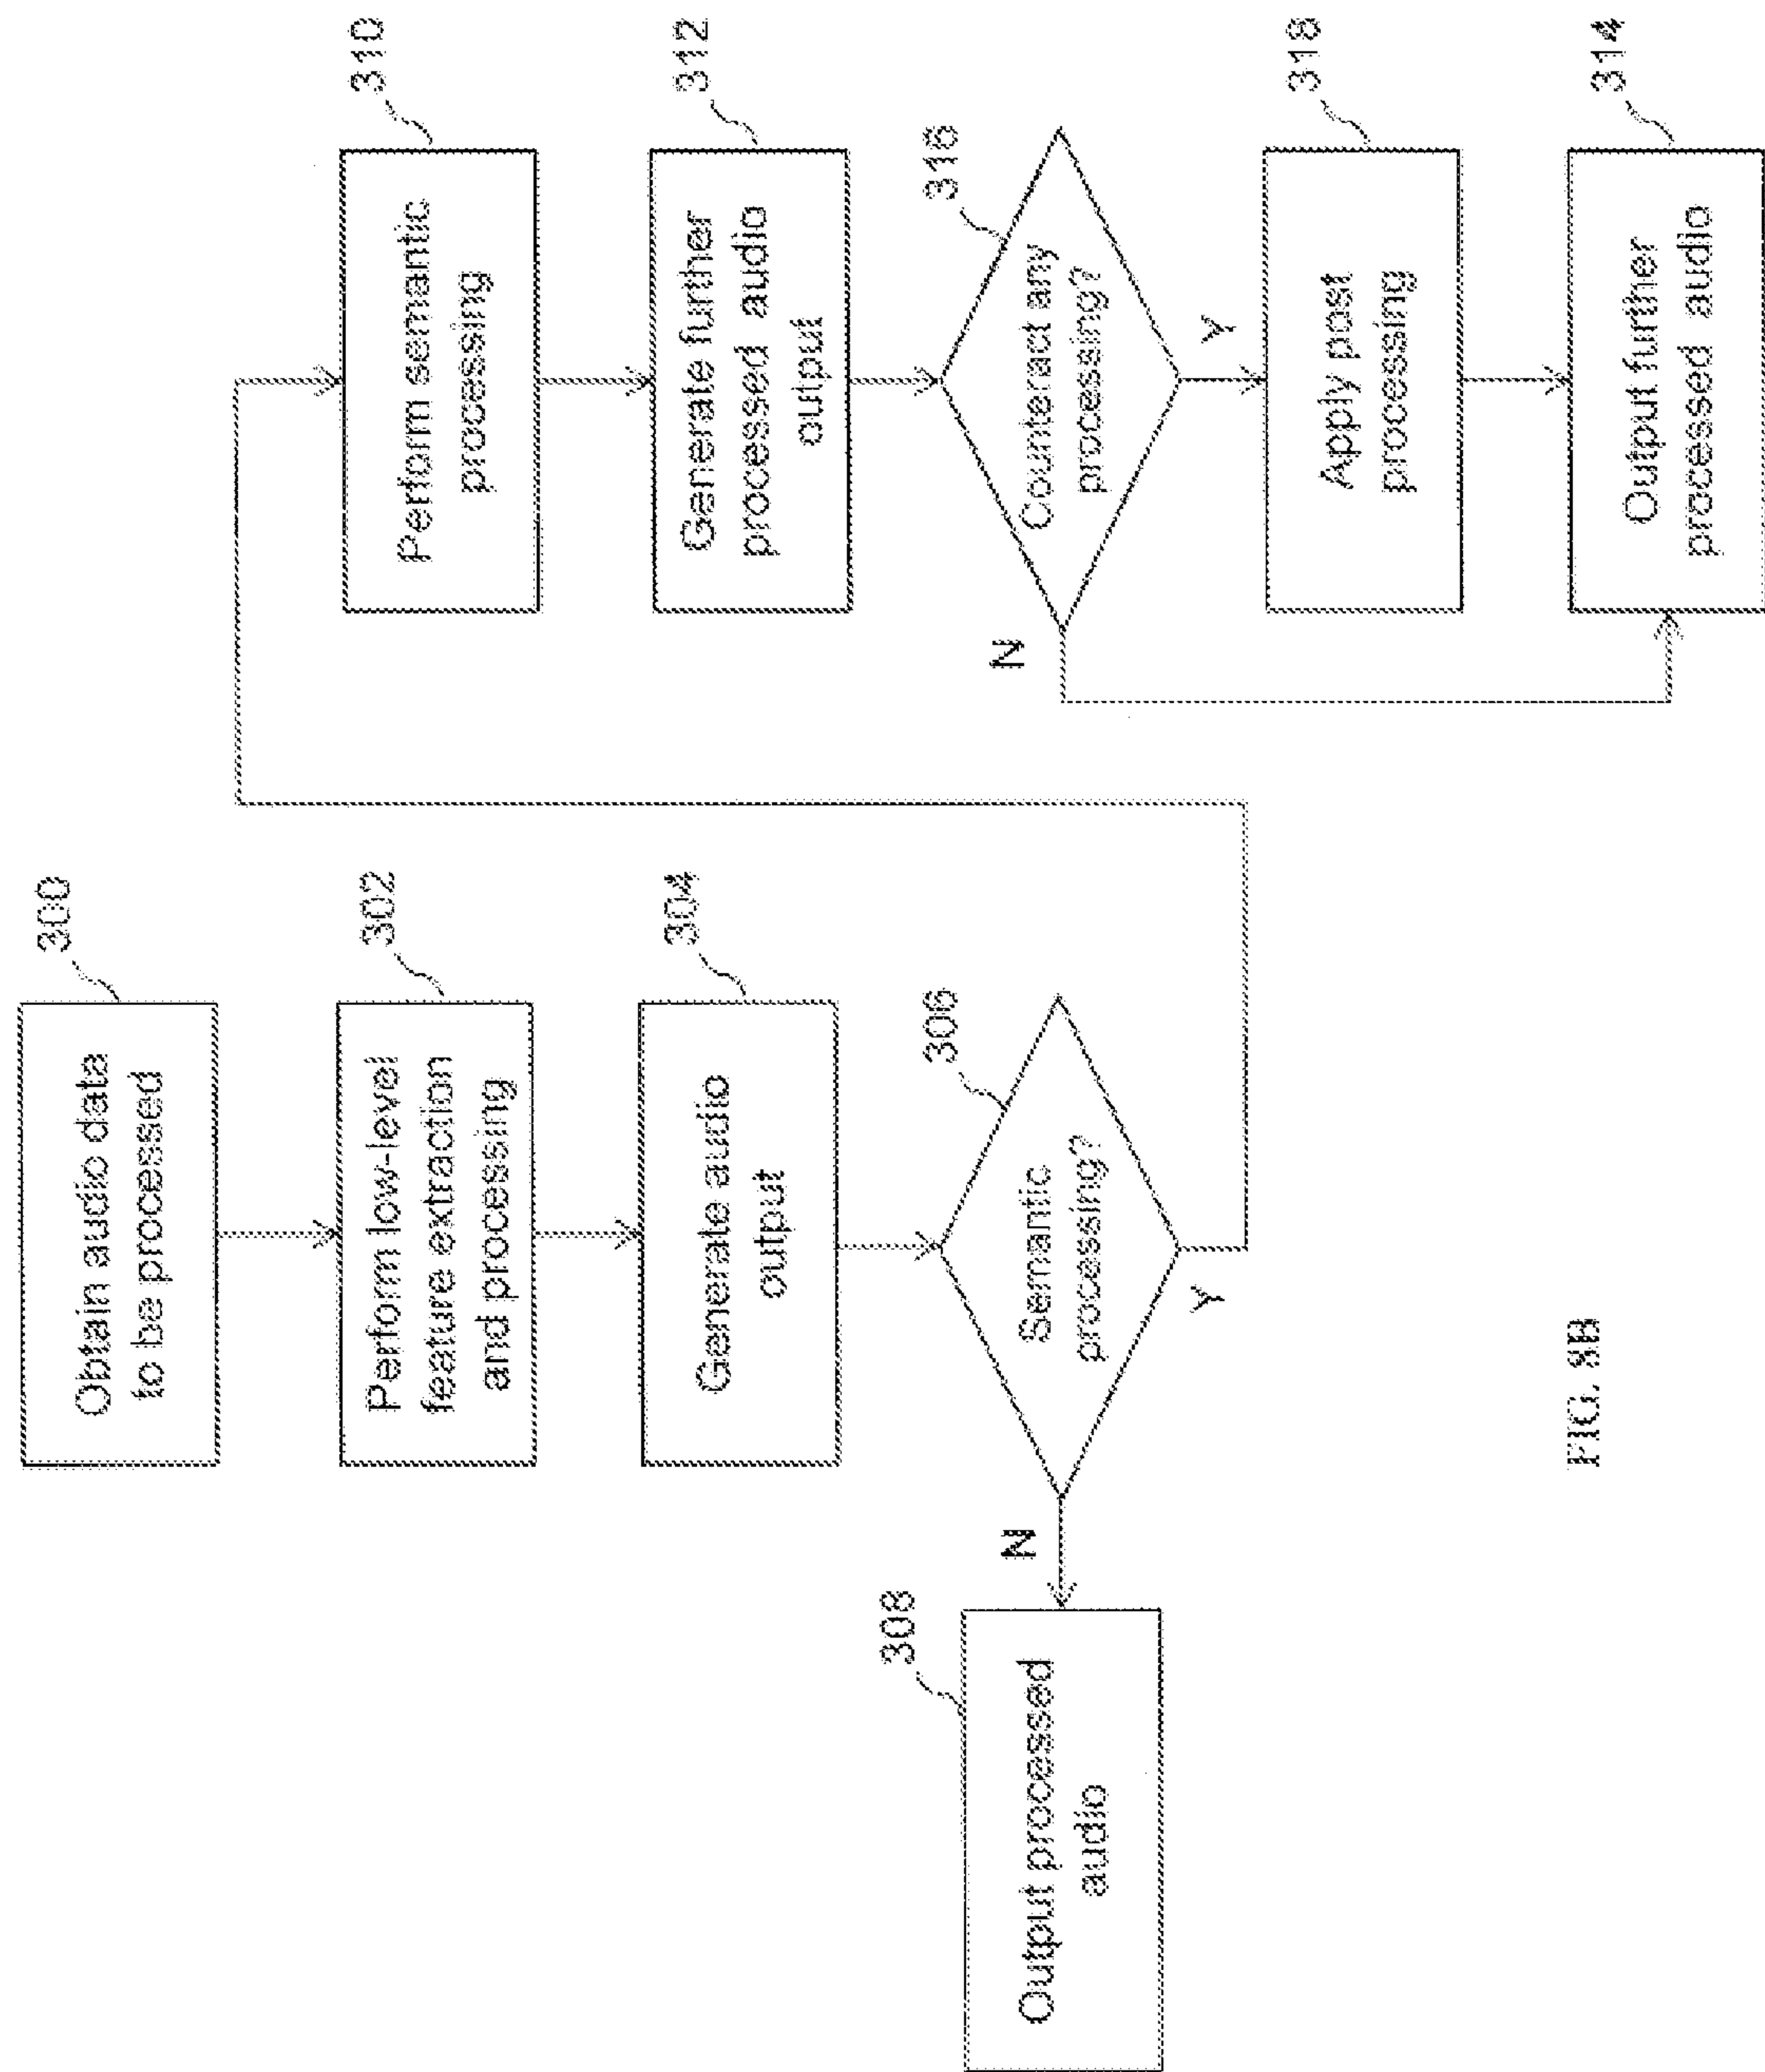 300
Obtain audio data
to be processed
302
Perform low-level
feature extraction
and processing
304
Generate audio
output
306
Semantic
processing?
N
Y
308
Output processed
audio
310
Perform semantic
processing
312
Generate further
processed audio
output
316
Counteract any
processing?
N
Y
318
Apply post
processing
314
Output further
processed audio
FIG. 8B